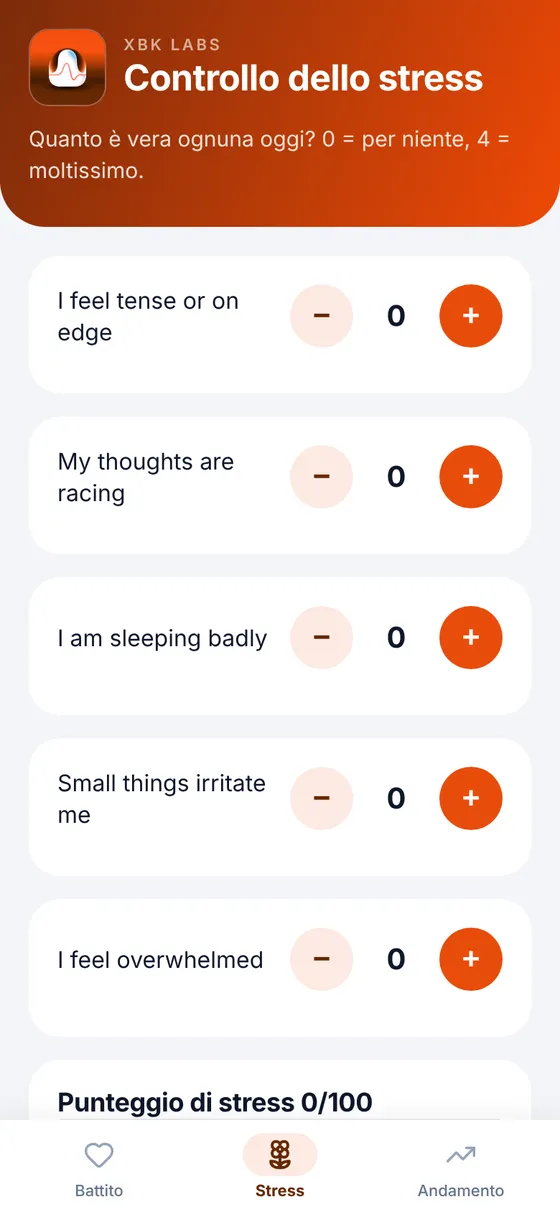 XBK LABS
Controllo dello stress
Quanto è vera ognuna oggi? 0 = per niente, 4 =
moltissimo.
I feel tense or on
edge
− 0 +
My thoughts are
racing
− 0 +
I am sleeping badly − 0 +
Small things irritate
me
− 0 +
I feel overwhelmed − 0 +
Punteggio di stress 0/100
Battito
Stress
Andamento